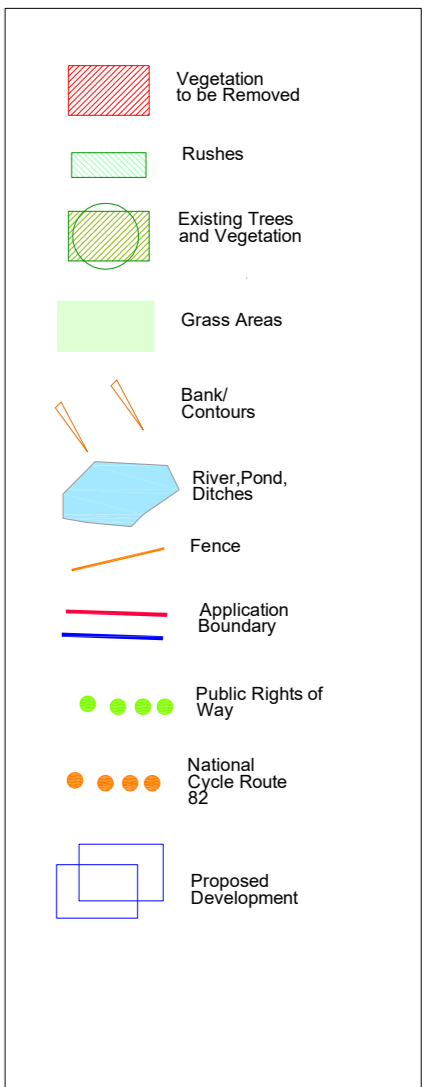 Vegetation
to be Removed
Rushes
Existing Trees
and Vegetation
Grass Areas
Bank/
Contours
River,Pond,
Ditches
Fence
Application
Boundary
Public Rights of
Way
National
Cycle Route
82
Proposed
Development